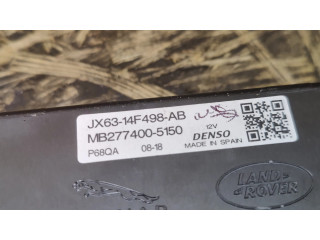 JX63-14F498-AB
MB277400-5150
P68QA 08-18
12V
DENSO
MADE IN SPAIN
LAND
ROVER